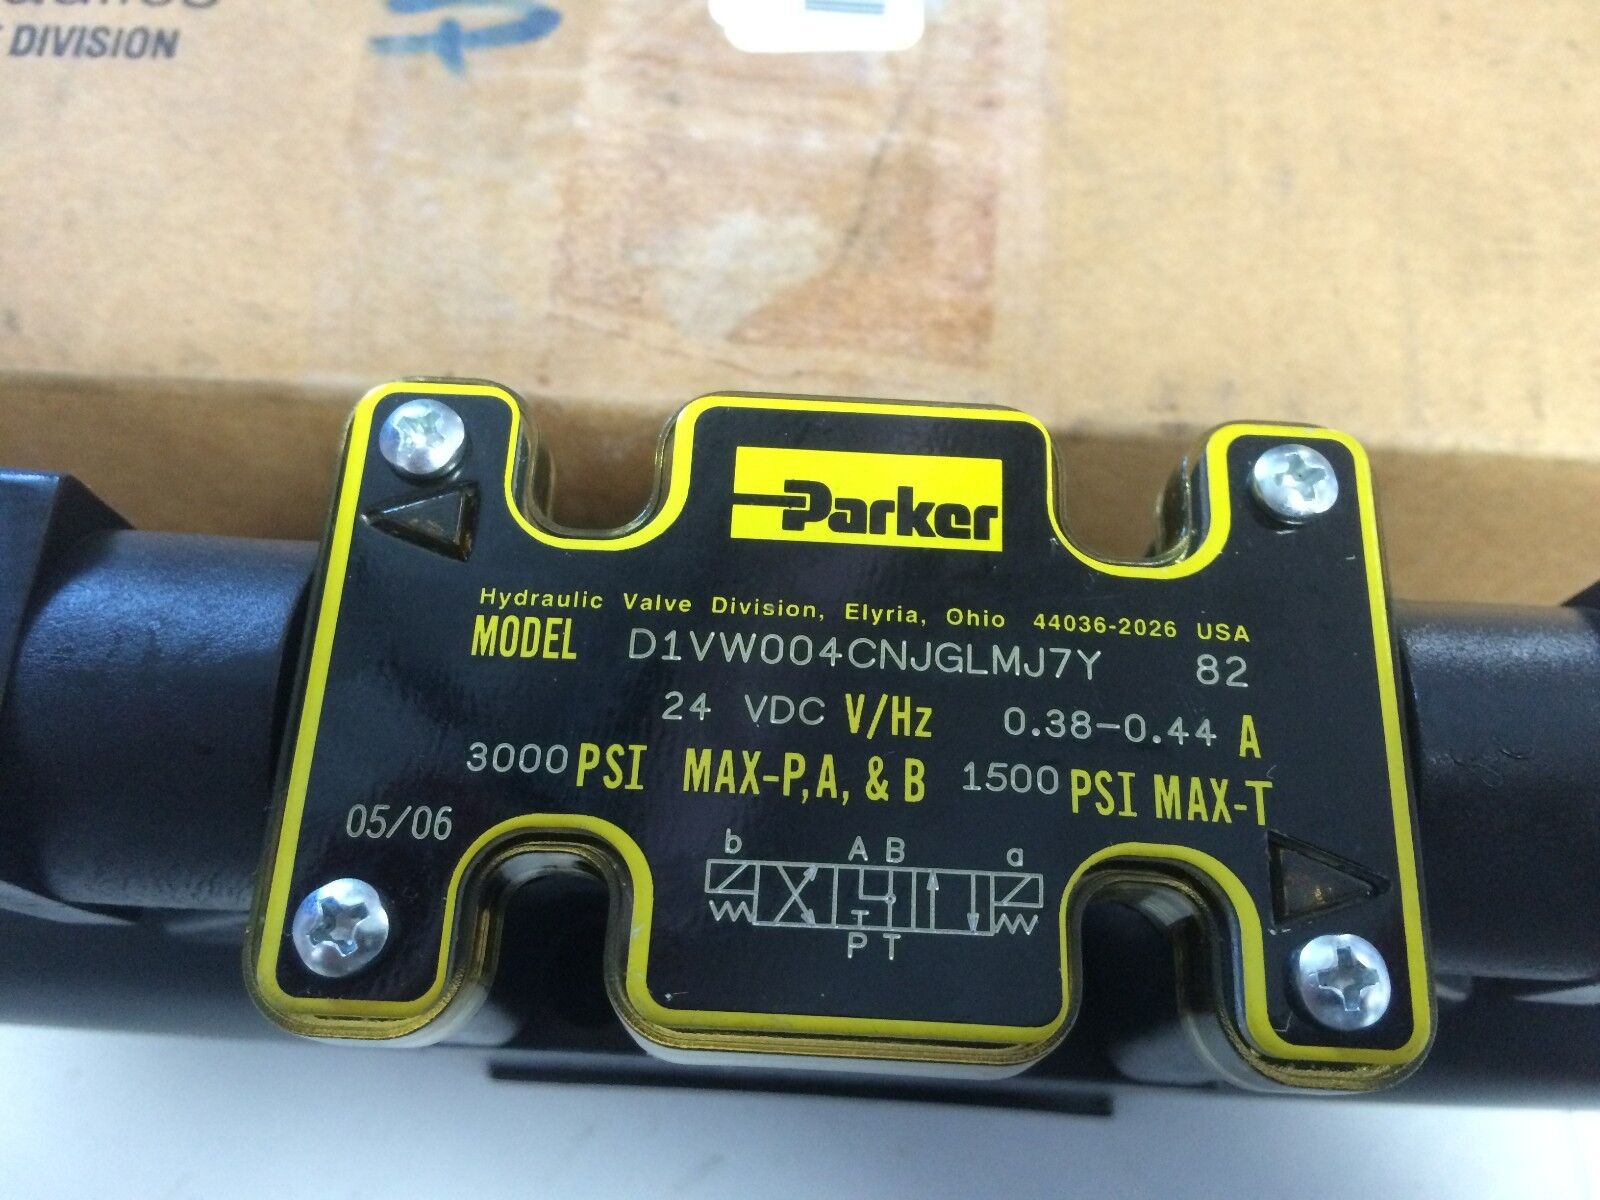 DIVISION
Parker
Hydraulic Valve Division, Elyria, Ohio 44036-2026 USA
MODEL D1VW004CNJGLMJ7Y 82
24 VDC V/Hz 0.38-0.44 A
3000 PSI MAX-P,A, & B 1500 PSI MAX-T
05/06
b A B a
P T